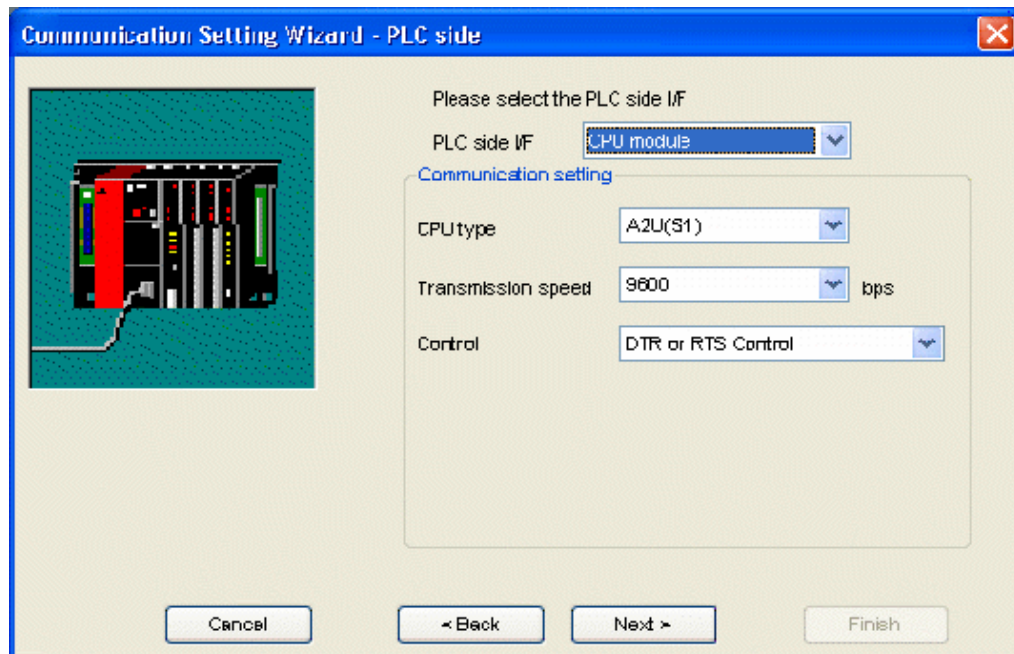 Communication Setting Wizard - PLC side
Please select the PLC side I/F
PLC side I/F CPU module
Communication setting
CPU type A2U(S1)
Transmission speed 9600 bps
Control DTR or RTS Control
Cancel < Back Next > Finish